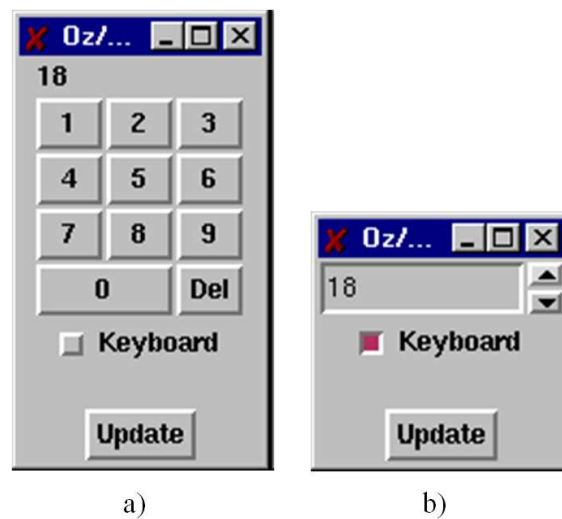 Oz/...
18
1 2 3
4 5 6
7 8 9
0 Del
Keyboard
Update
a)
Oz/...
18
Keyboard
Update
b)